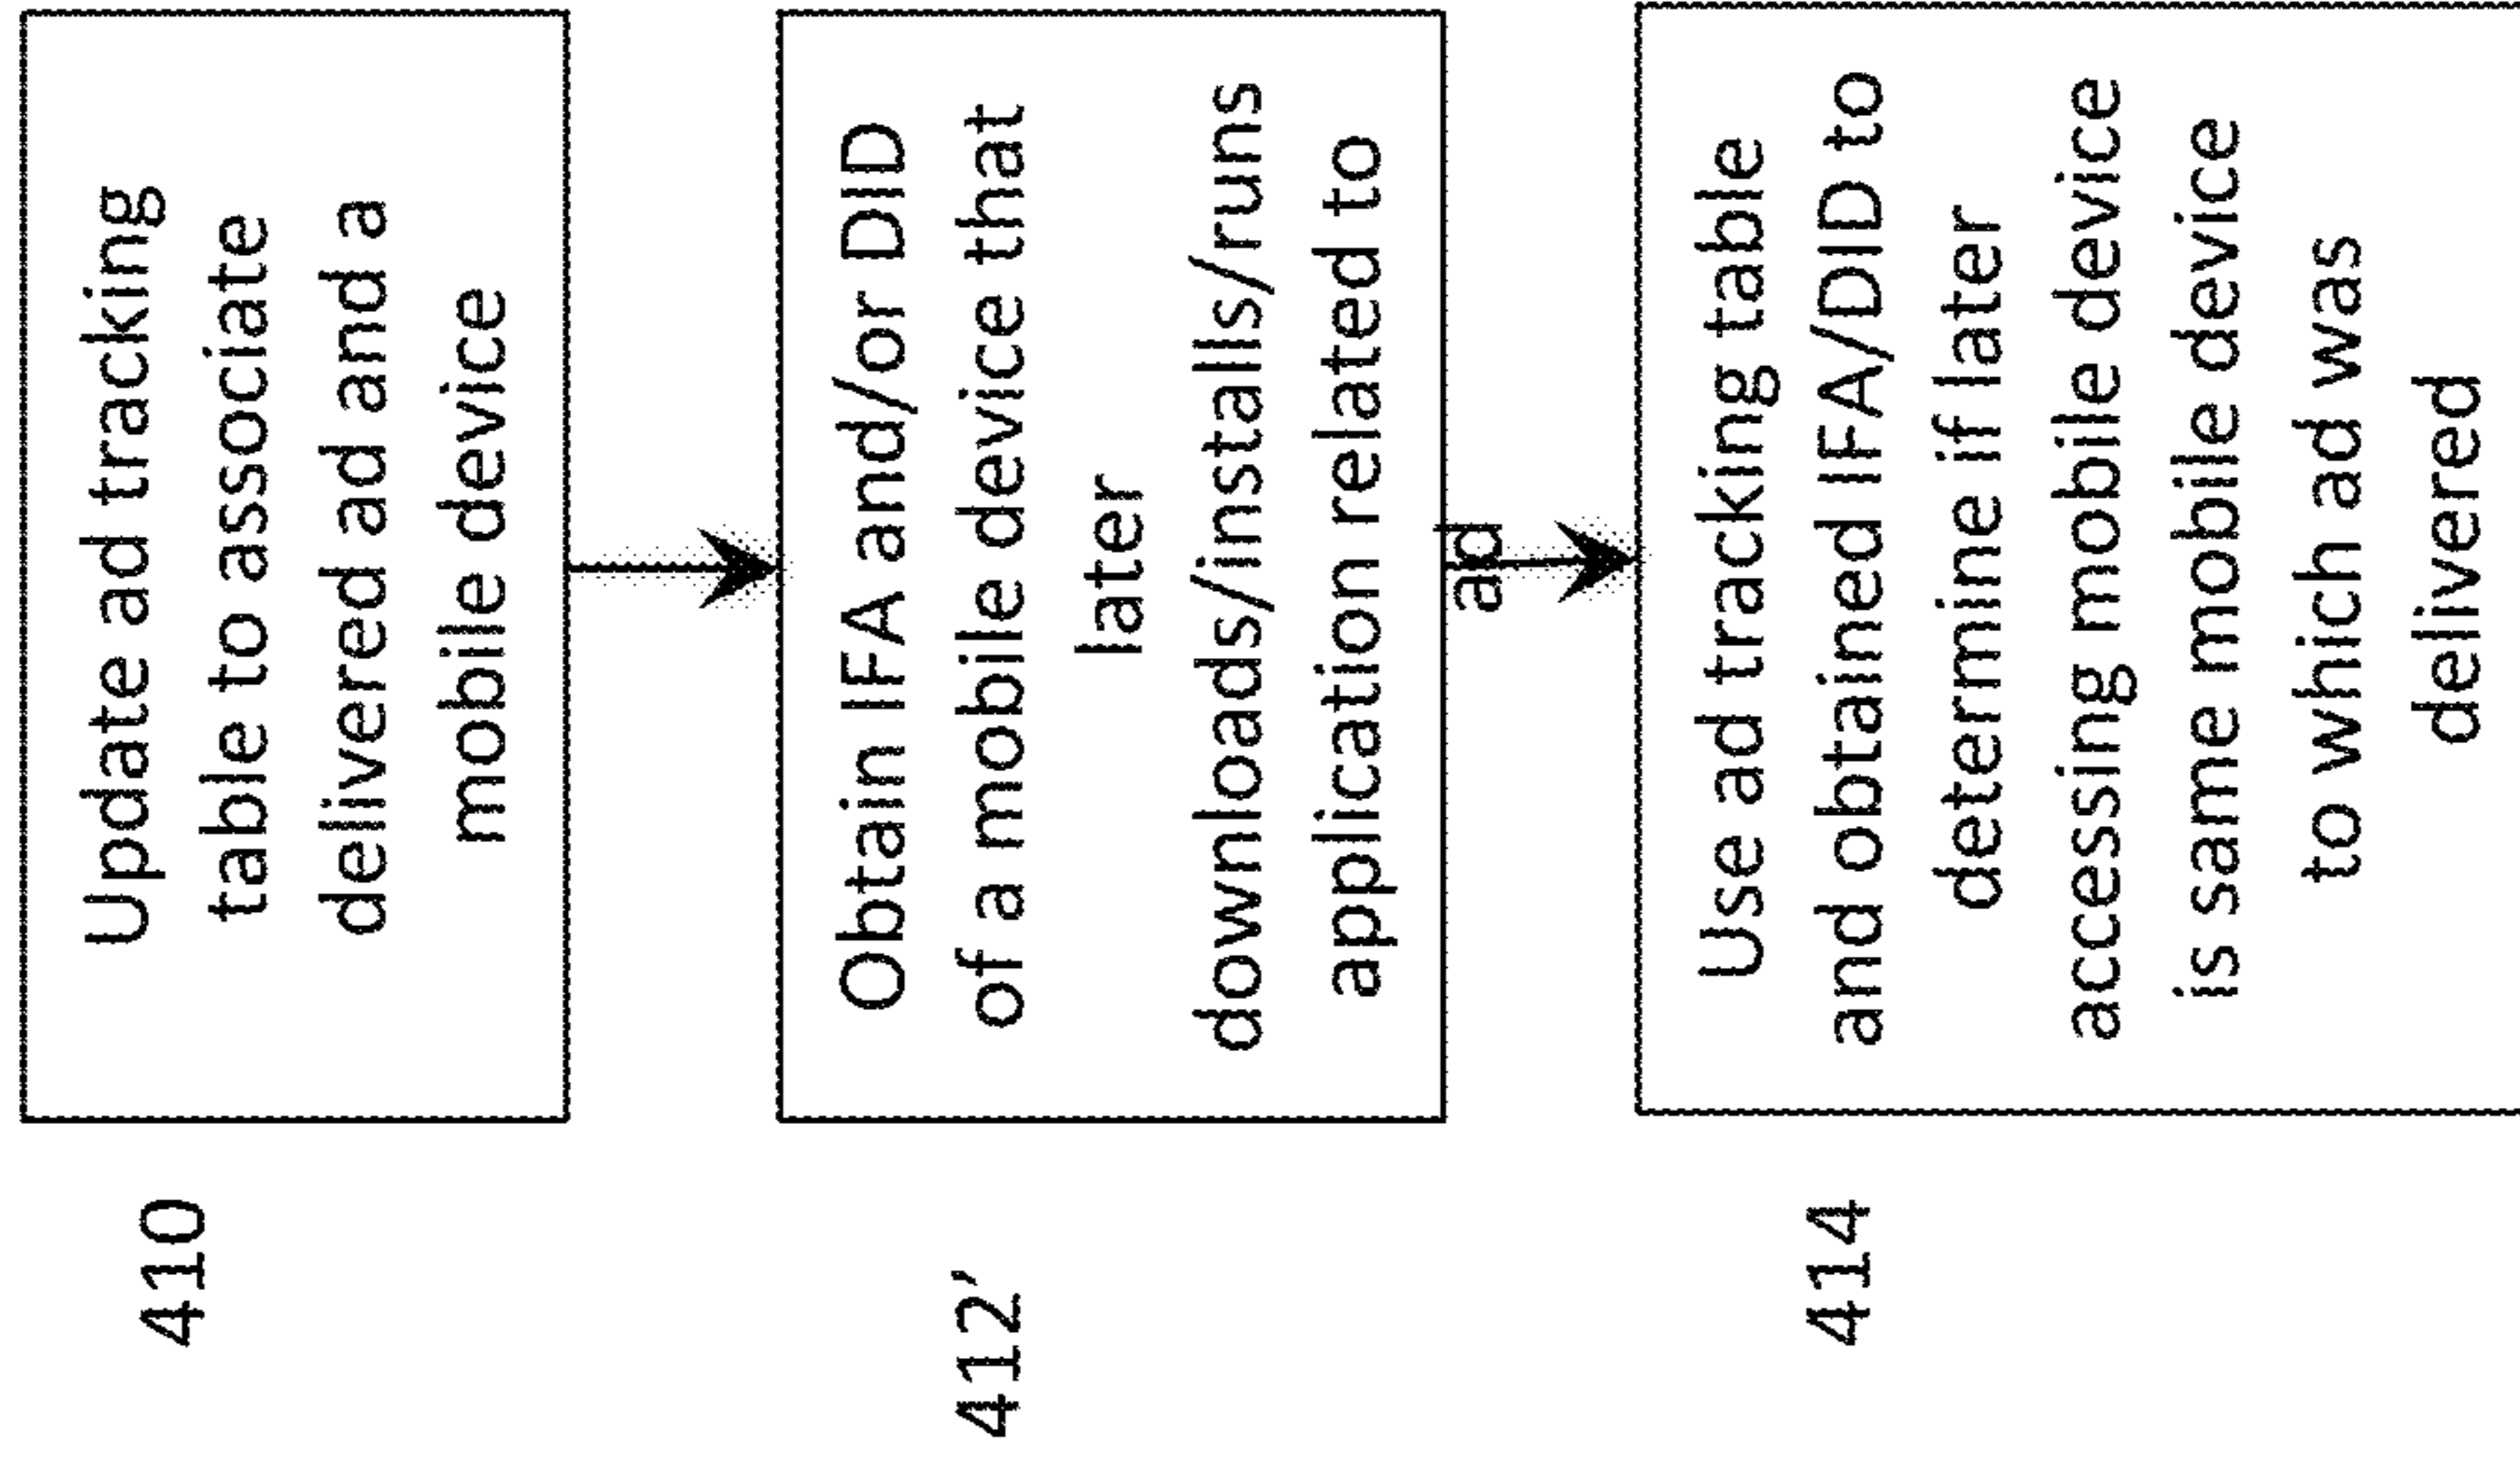 410
Update ad tracking
table to associate
delivered ad and a
mobile device
412'
Obtain IFA and/or DID
of a mobile device that
later
downloads/installs/runs
application related to
ad
414
Use ad tracking table
and obtained IFA/DID to
determine if later
accessing mobile device
is same mobile device
to which ad was
delivered